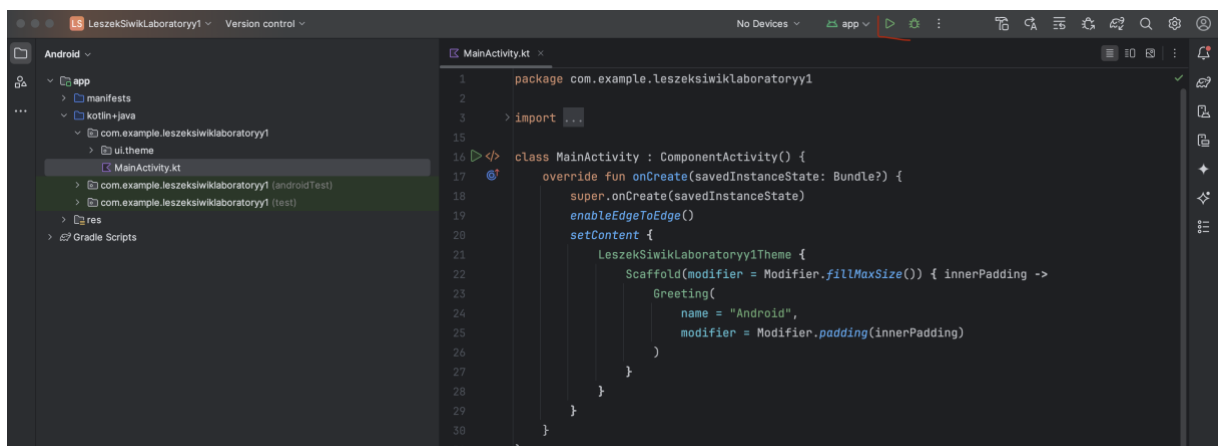 LS LeszekSiwikLaboratoryy1 Version control No Devices app
Android
MainActivity.kt
app
manifests
kotlin+java
com.example.leszeksiwiklaboratoryy1
ui.theme
MainActivity.kt
com.example.leszeksiwiklaboratoryy1 (androidTest)
com.example.leszeksiwiklaboratoryy1 (test)
res
Gradle Scripts
1 package com.example.leszeksiwiklaboratoryy1
2
3 import ...
15
16 class MainActivity : ComponentActivity() {
17 override fun onCreate(savedInstanceState: Bundle?) {
18 super.onCreate(savedInstanceState)
19 enableEdgeToEdge()
20 setContent {
21 LeszekSiwikLaboratoryy1Theme {
22 Scaffold(modifier = Modifier.fillMaxSize()) { innerPadding ->
23 Greeting(
24 name = "Android",
25 modifier = Modifier.padding(innerPadding)
26 )
27 }
28 }
29 }
30 }